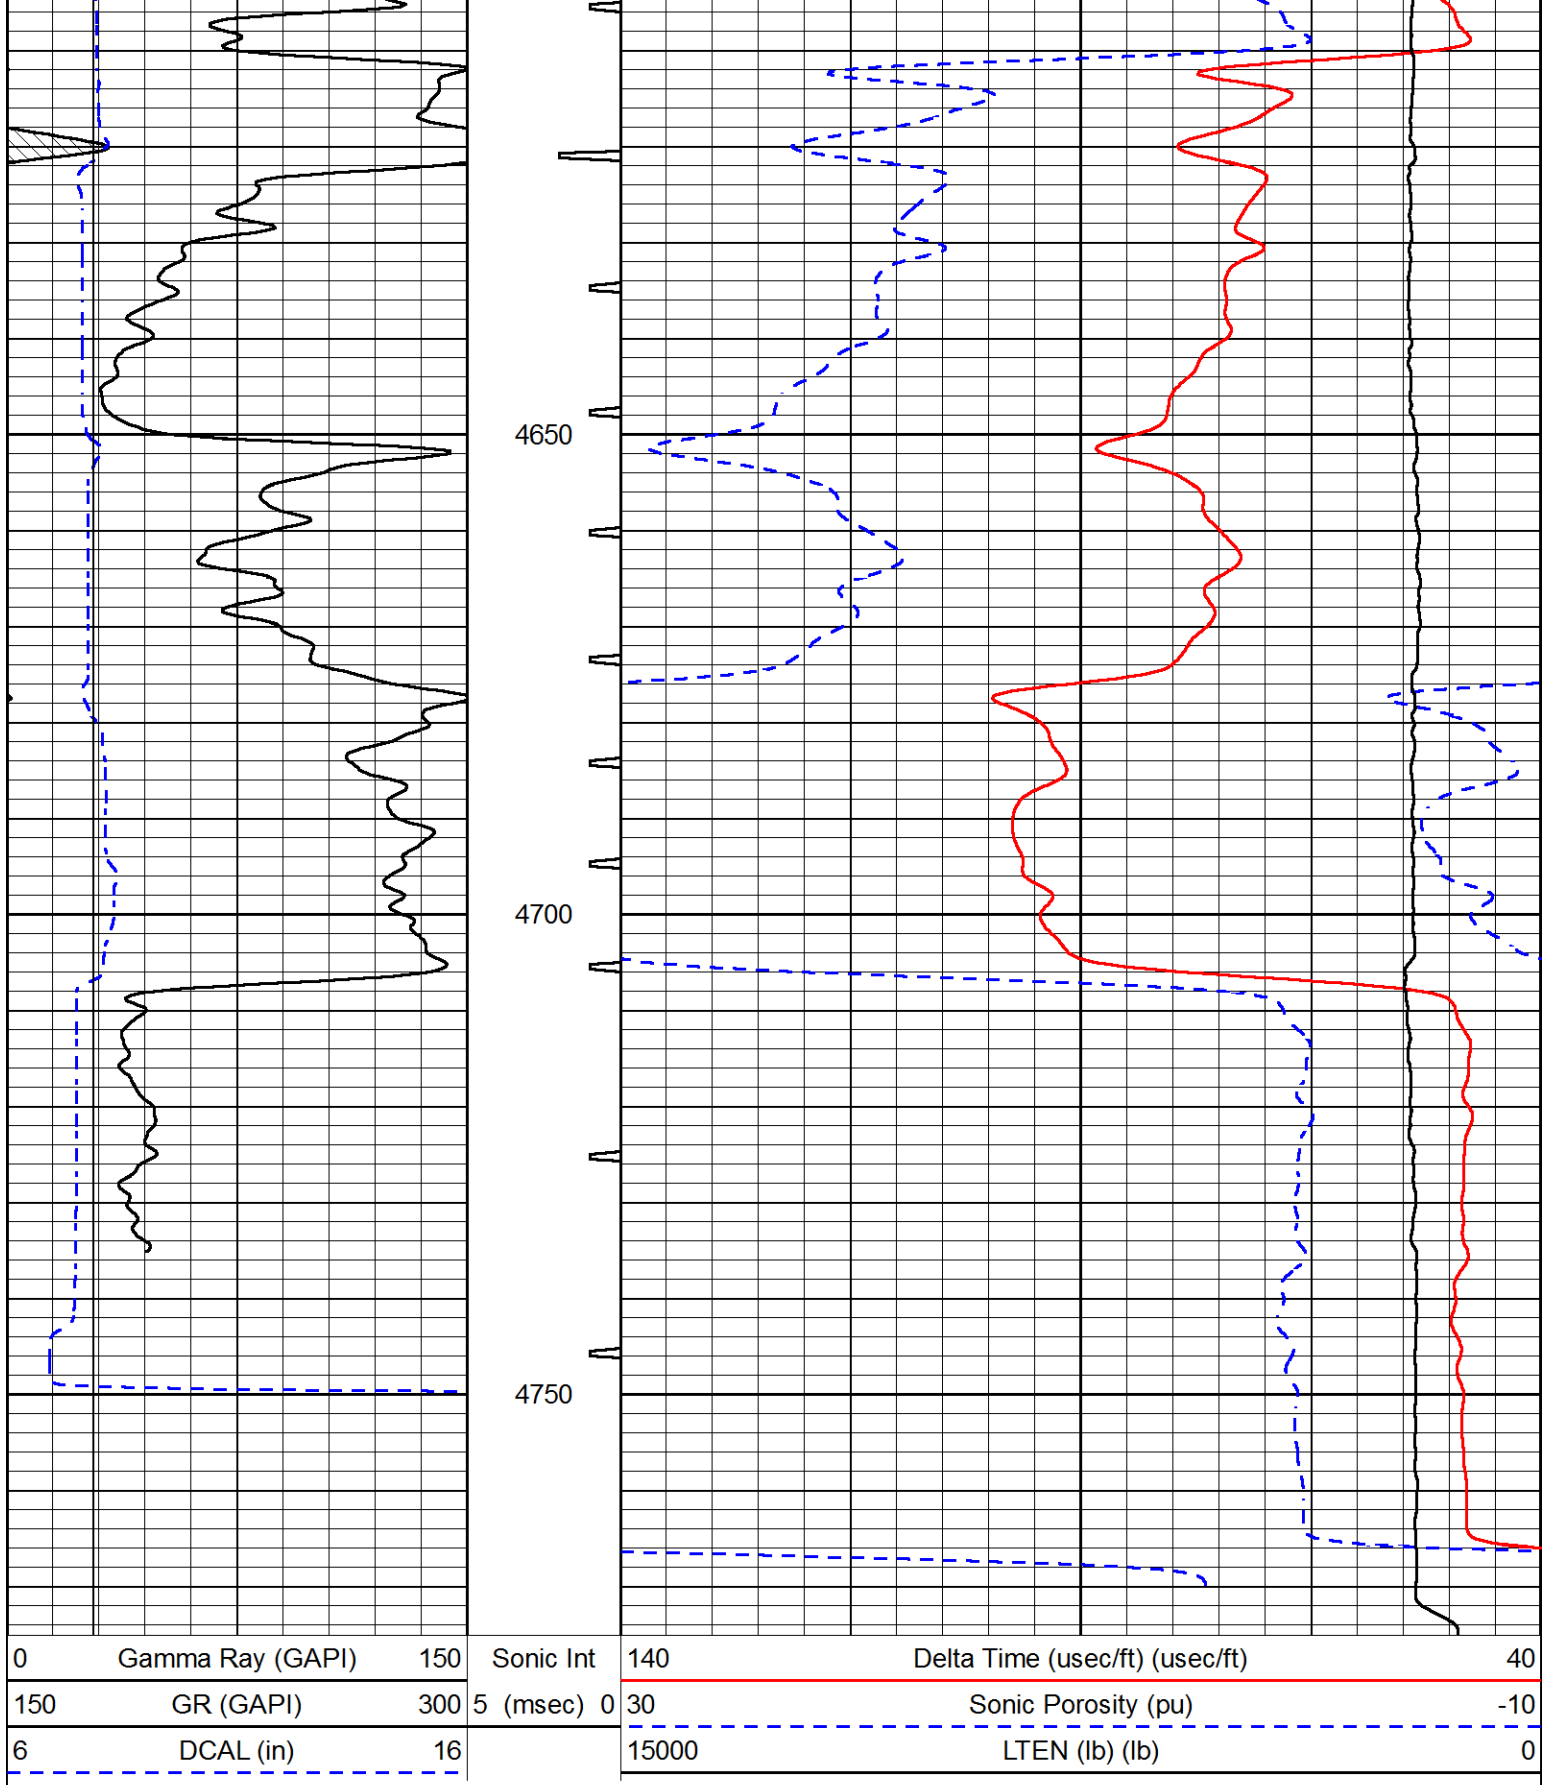 4650
4700
4750
0 Gamma Ray (GAPI) 150 Sonic Int 140 Delta Time (usec/ft) (usec/ft) 40
150 GR (GAPI) 300 5 (msec) 0 30 Sonic Porosity (pu) -10
6 DCAL (in) 16 15000 LTEN (lb) (lb) 0